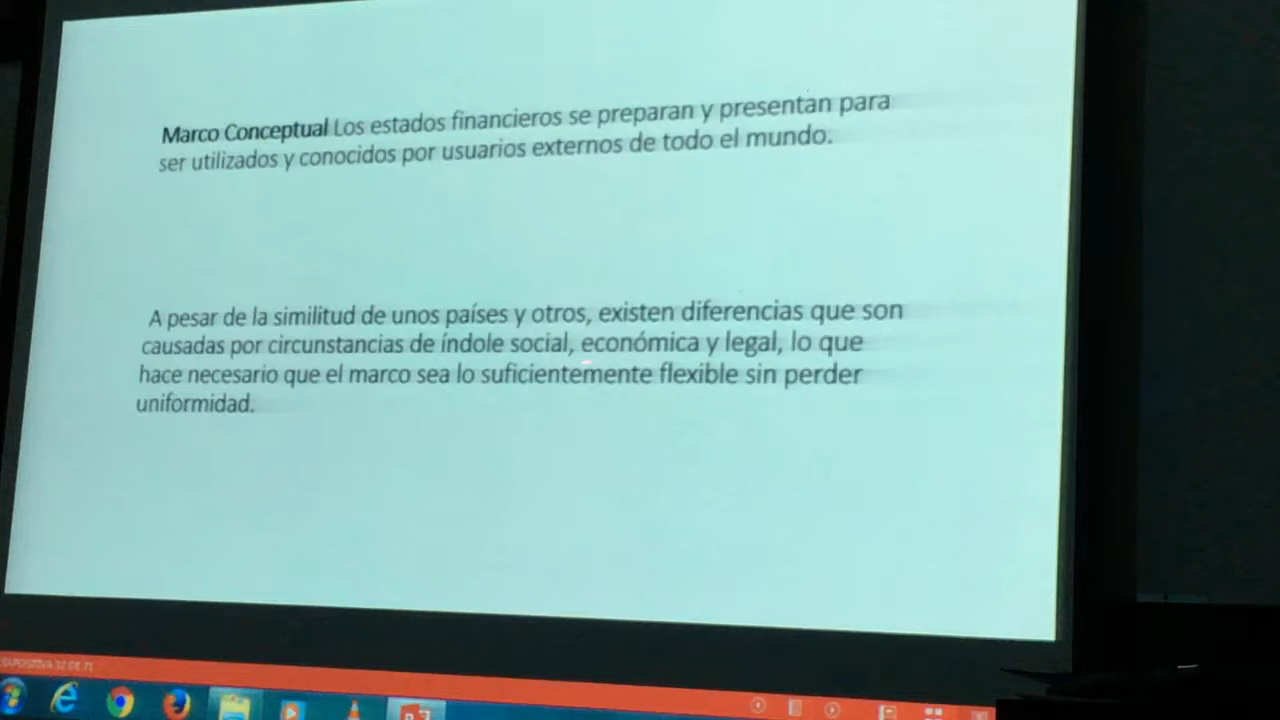 Marco Conceptual Los estados financieros se preparan y presentan para
ser utilizados y conocidos por usuarios externos de todo el mundo.
A pesar de la similitud de unos países y otros, existen diferencias que son
causadas por circunstancias de índole social, económica y legal, lo que
hace necesario que el marco sea lo suficientemente flexible sin perder
uniformidad.